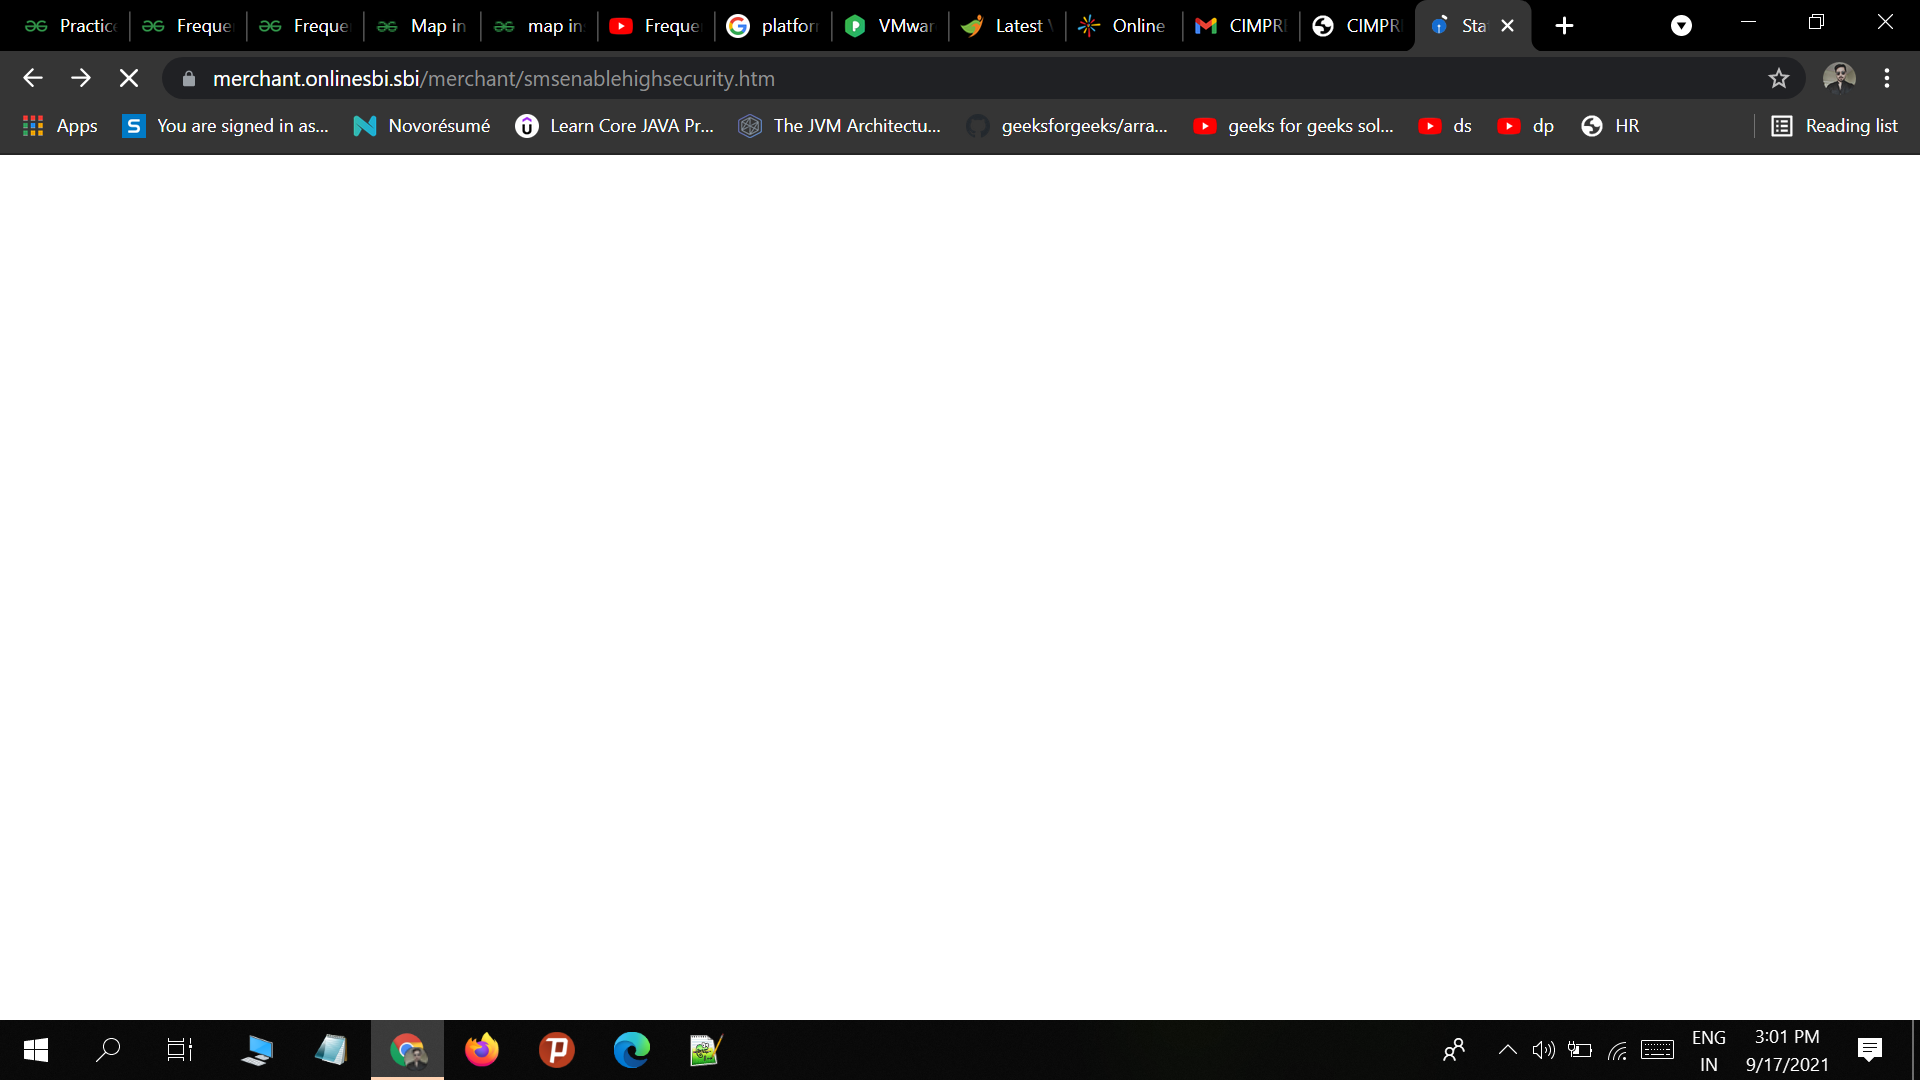 Practice Freque Freque Map in map in Freque platfor VMwar Latest Online CIMPR CIMPR Sta
merchant.onlinesbi.sbi/merchant/smsenablehighsecurity.htm
Apps S You are signed in as... Novorésumé Learn Core JAVA Pr... The JVM Architectu... geeksforgeeks/arra... geeks for geeks sol... ds dp HR Reading list
ENG 3:01 PM
IN 9/17/2021